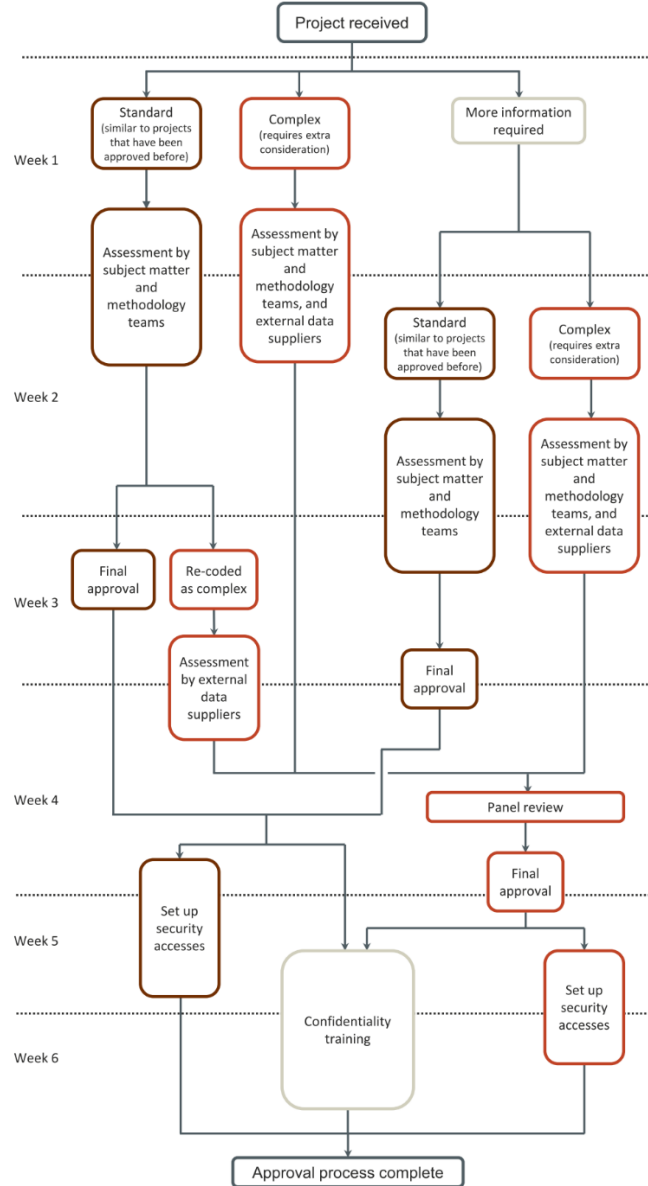 Project received
Week 1
Standard
(similar to projects
that have been
approved before)
Complex
(requires extra
consideration)
More information
required
Assessment by
subject matter
and
methodology
teams
Assessment by
subject matter
and
methodology
teams, and
external data
suppliers
Week 2
Standard
(similar to projects
that have been
approved before)
Complex
(requires extra
consideration)
Assessment by
subject matter
and
methodology
teams
Assessment by
subject matter
and
methodology
teams, and
external data
suppliers
Week 3
Final
approval
Re-coded
as complex
Assessment
by external
data
suppliers
Final
approval
Week 4
Panel review
Final
approval
Week 5
Set up
security
accesses
Confidentiality
training
Set up
security
accesses
Week 6
Approval process complete